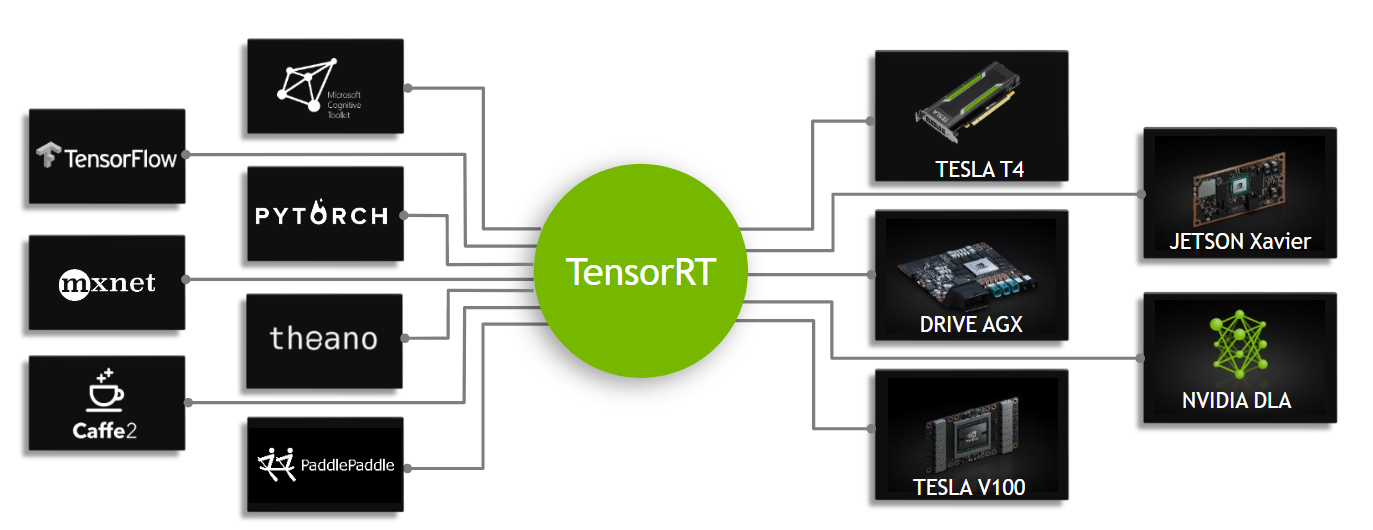 Microsoft
Cognitive
Toolkit
TensorFlow
PYTORCH
mxnet
theano
Caffe2
PaddlePaddle
TensorRT
TESLA
TESLA T4
JETSON Xavier
DRIVE AGX
NVIDIA DLA
TESLA V100